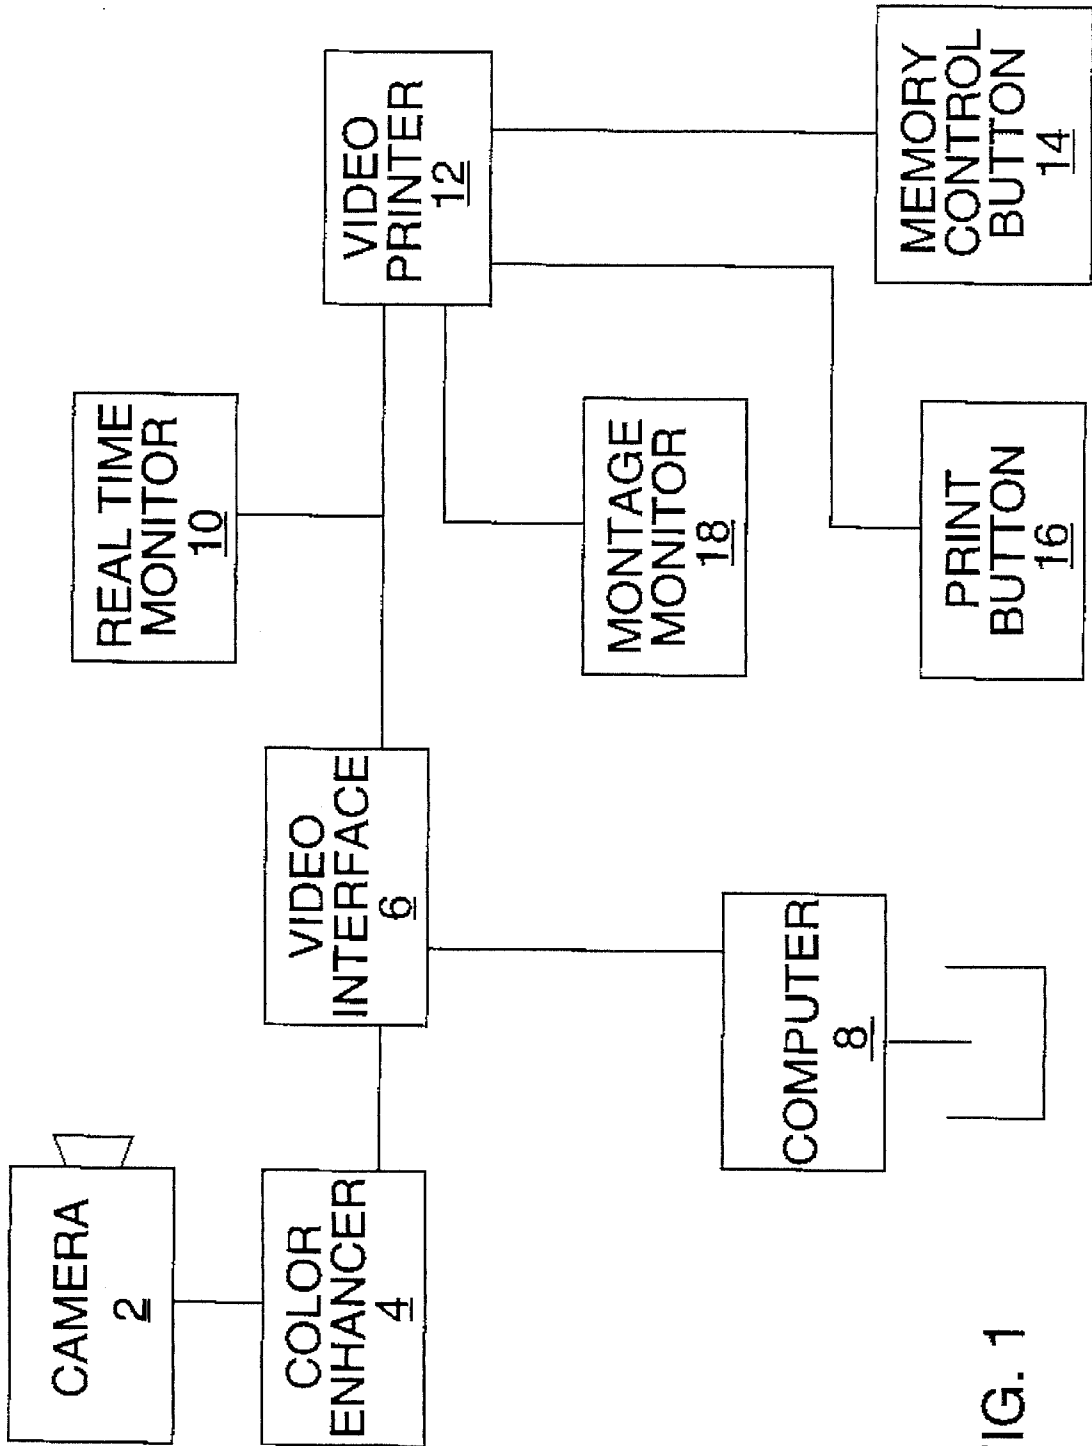 CAMERA
2
COLOR
ENHANCER
4
VIDEO
INTERFACE
6
COMPUTER
8
REAL TIME
MONITOR
10
VIDEO
PRINTER
12
MONTAGE
MONITOR
18
PRINT
BUTTON
16
MEMORY
CONTROL
BUTTON
14
IG. 1